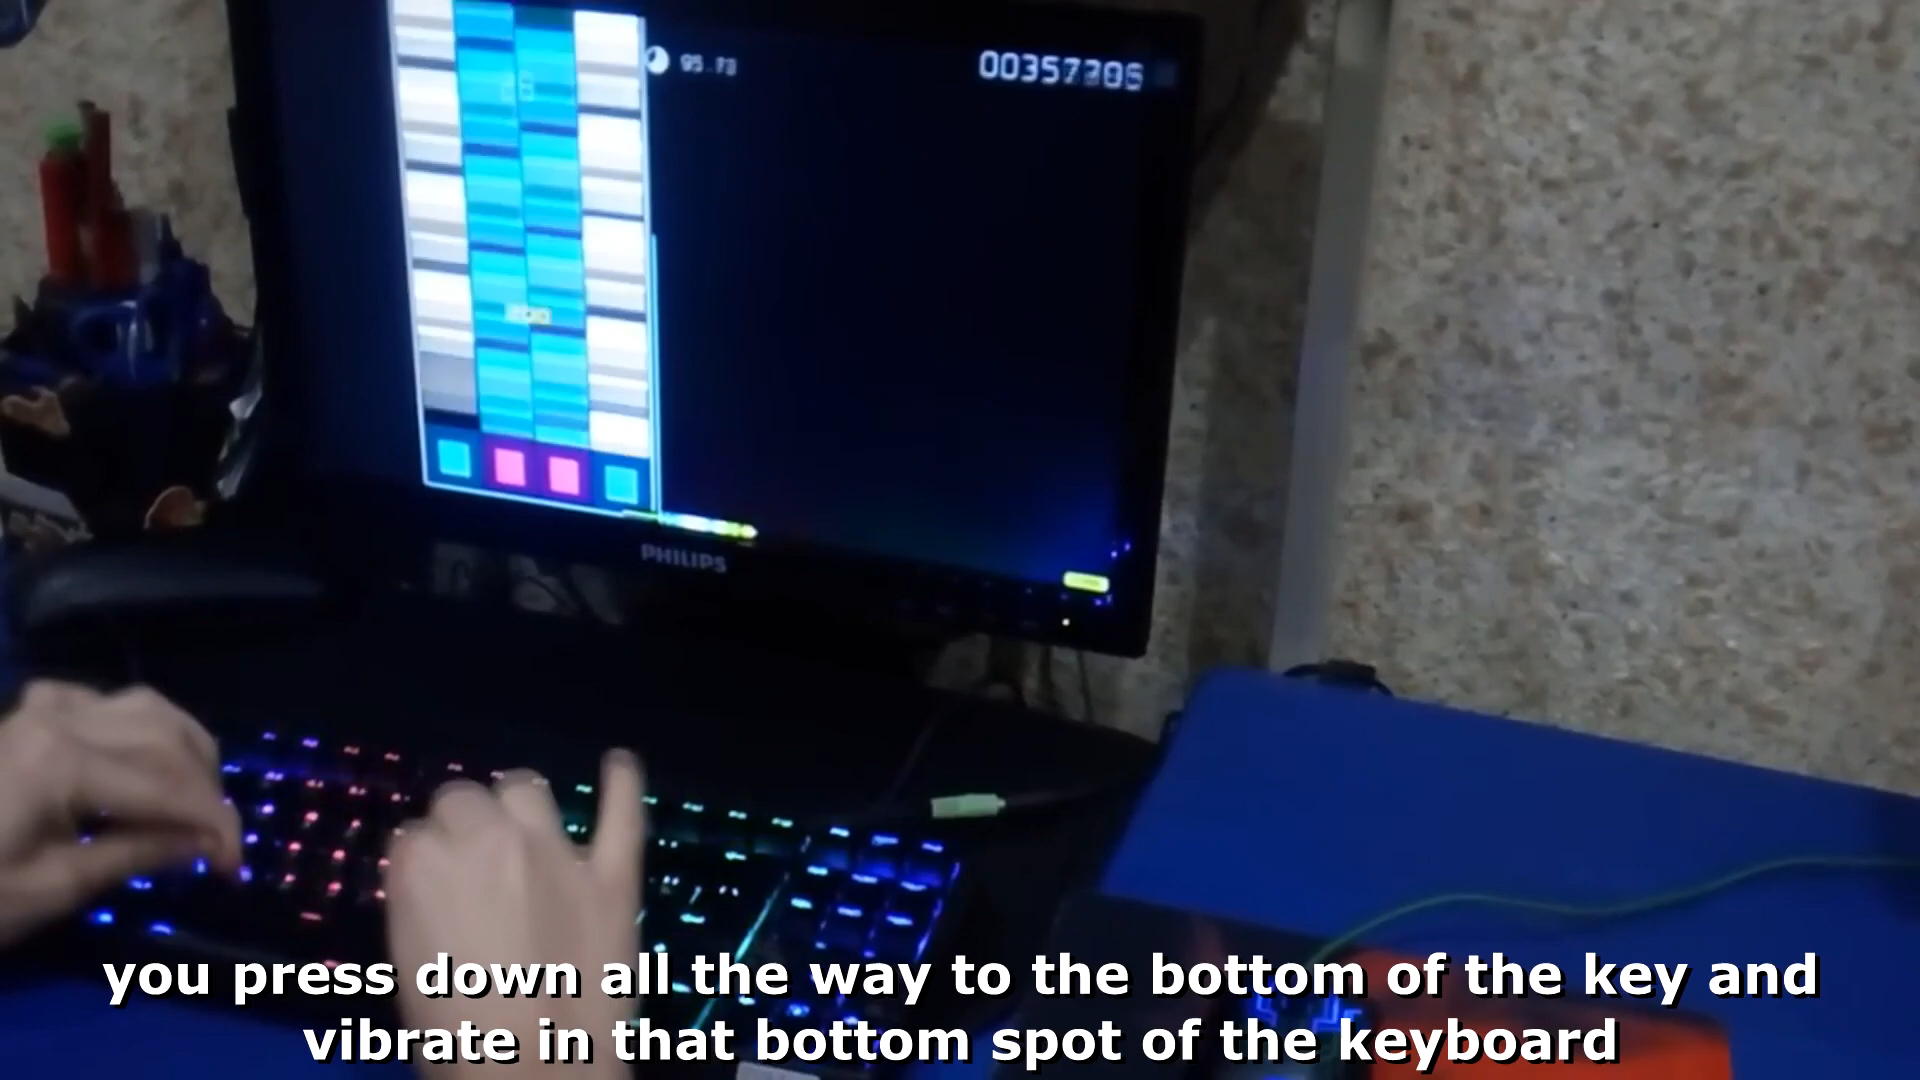 PHILIPS
you press down all the way to the bottom of the key and
vibrate in that bottom spot of the keyboard